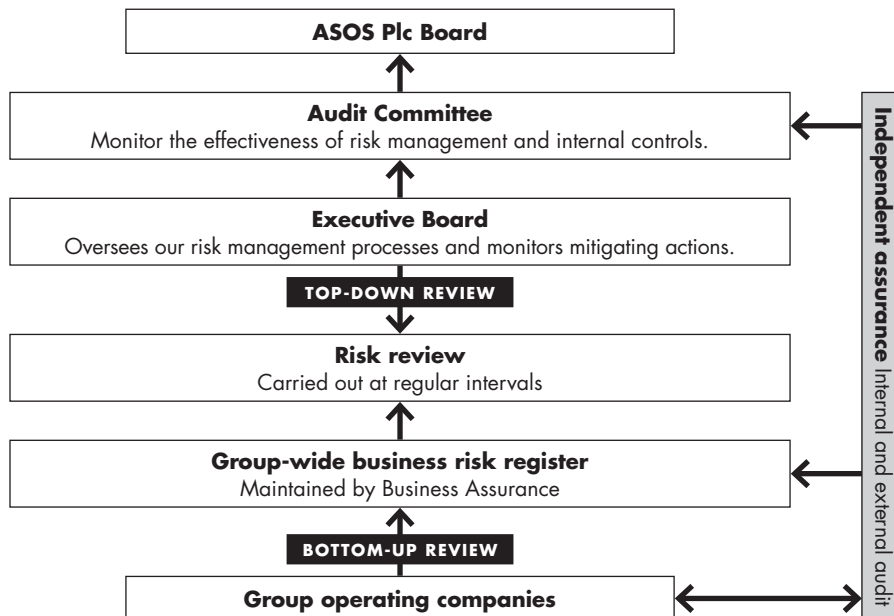 ASOS Plc Board
Audit Committee
Monitor the effectiveness of risk management and internal controls.
Executive Board
Oversees our risk management processes and monitors mitigating actions.
TOP-DOWN REVIEW
Risk review
Carried out at regular intervals
Group-wide business risk register
Maintained by Business Assurance
BOTTOM-UP REVIEW
Group operating companies
Independent assurance Internal and external audit